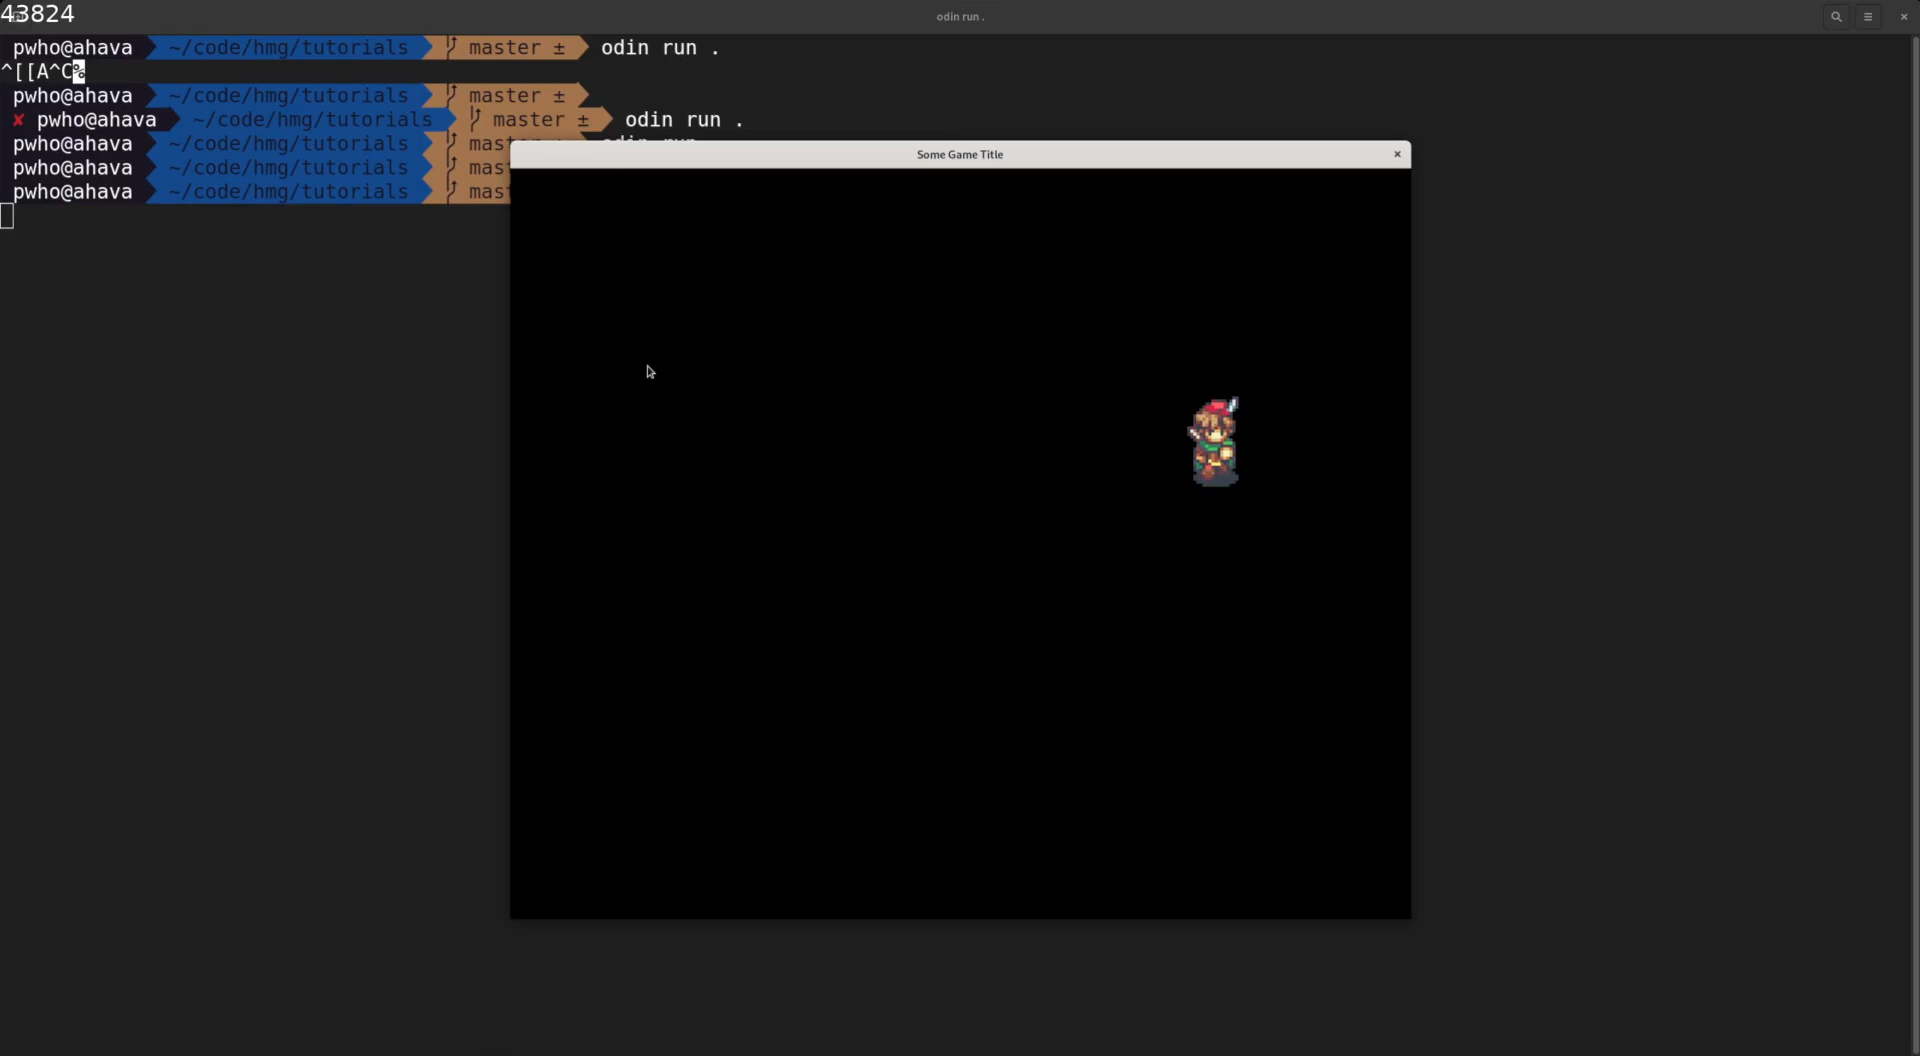 43824
odin run .
pwho@ahava ~/code/hmg/tutorials master ± odin run .
^[[A^C%
pwho@ahava ~/code/hmg/tutorials master ±
✘ pwho@ahava ~/code/hmg/tutorials master ± odin run .
pwho@ahava ~/code/hmg/tutorials
pwho@ahava ~/code/hmg/tutorials
pwho@ahava ~/code/hmg/tutorials
Some Game Title